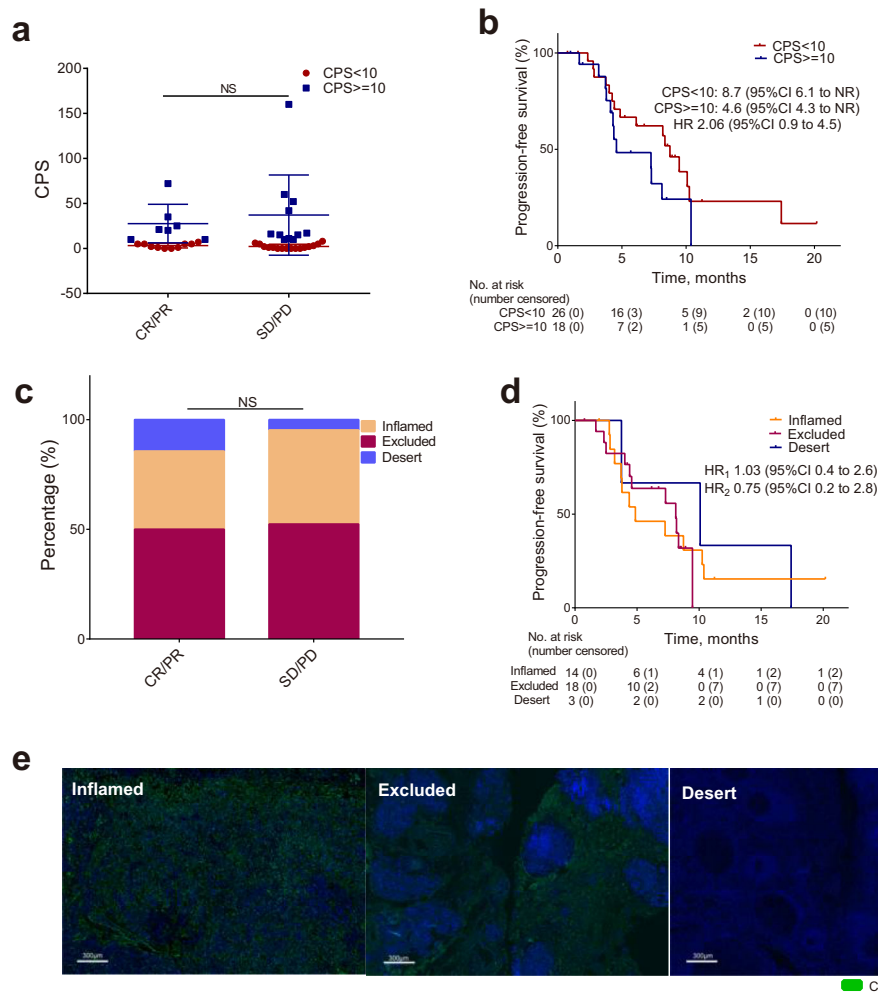 a
CPS<10
CPS>=10
NS
CPS
200
150
100
50
0
-50
CR/PR
SD/PD
b
Progression-free survival (%)
CPS<10
CPS>=10
CPS<10: 8.7 (95%CI 6.1 to NR)
CPS>=10: 4.6 (95%CI 4.3 to NR)
HR 2.06 (95%CI 0.9 to 4.5)
100
50
0
0 5 10 15 20
Time, months
No. at risk
(number censored)
CPS<10 26 (0) 16 (3) 5 (9) 2 (10) 0 (10)
CPS>=10 18 (0) 7 (2) 1 (5) 0 (5) 0 (5)
c
NS
Percentage (%)
100
50
0
Inflamed
Excluded
Desert
CR/PR
SD/PD
d
Progression-free survival (%)
Inflamed
Excluded
Desert
HR1 1.03 (95%CI 0.4 to 2.6)
HR2 0.75 (95%CI 0.2 to 2.8)
100
50
0
0 5 10 15 20
Time, months
No. at risk
(number censored)
Inflamed 14 (0) 6 (1) 4 (1) 1 (2) 1 (2)
Excluded 18 (0) 10 (2) 0 (7) 0 (7) 0 (7)
Desert 3 (0) 2 (0) 2 (0) 1 (0) 0 (0)
e
Inflamed
Excluded
Desert
300μm
300μm
300μm
C